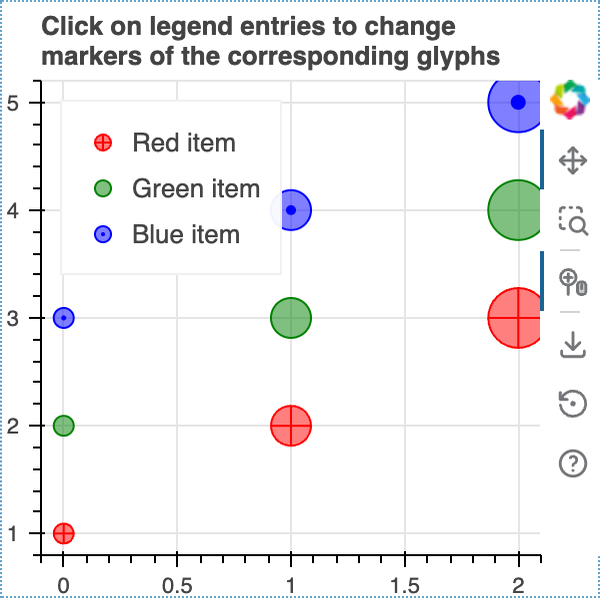 Click on legend entries to change
markers of the corresponding glyphs
5
Red item
Green item
4
Blue item
3
2
1
0 0.5 1 1.5 2